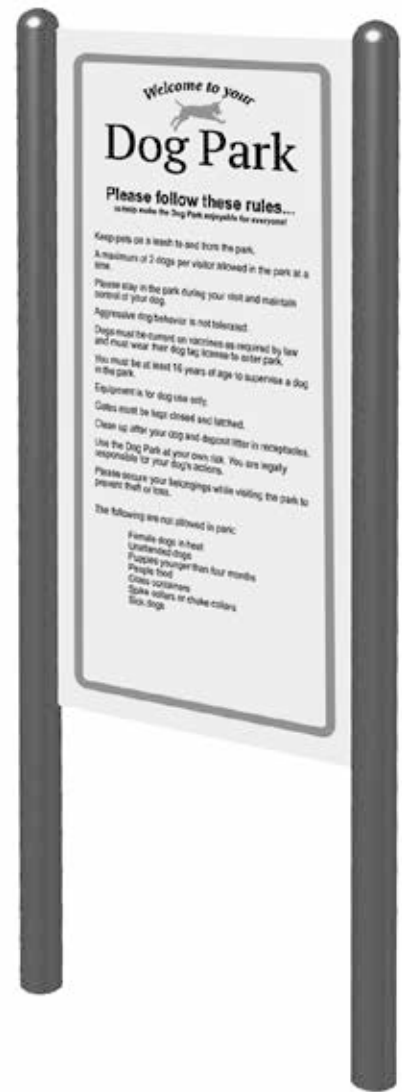 Welcome to your
Dog Park
Please follow these rules...
to help make the Dog Park enjoyable for everyone!
Keep pets on a leash to and from the park.
A maximum of 2 dogs per visitor allowed in the park at a
time.
Please stay in the park during your visit and maintain
control of your dog.
Aggressive dog behavior is not tolerated.
Dogs must be current on vaccines as required by law
and must wear their dog tag license to enter park.
You must be at least 16 years of age to supervise a dog
in the park.
Equipment is for dog use only.
Gates must be kept closed and latched.
Clean up after your dog and deposit litter in receptacles.
Use the Dog Park at your own risk. You are legally
responsible for your dog's actions.
Please secure your belongings while visiting the park to
prevent theft or loss.
The following are not allowed in park:
Female dogs in heat
Unattended dogs
Puppies younger than four months
People food
Glass containers
Spike collars or choke collars
Sick dogs